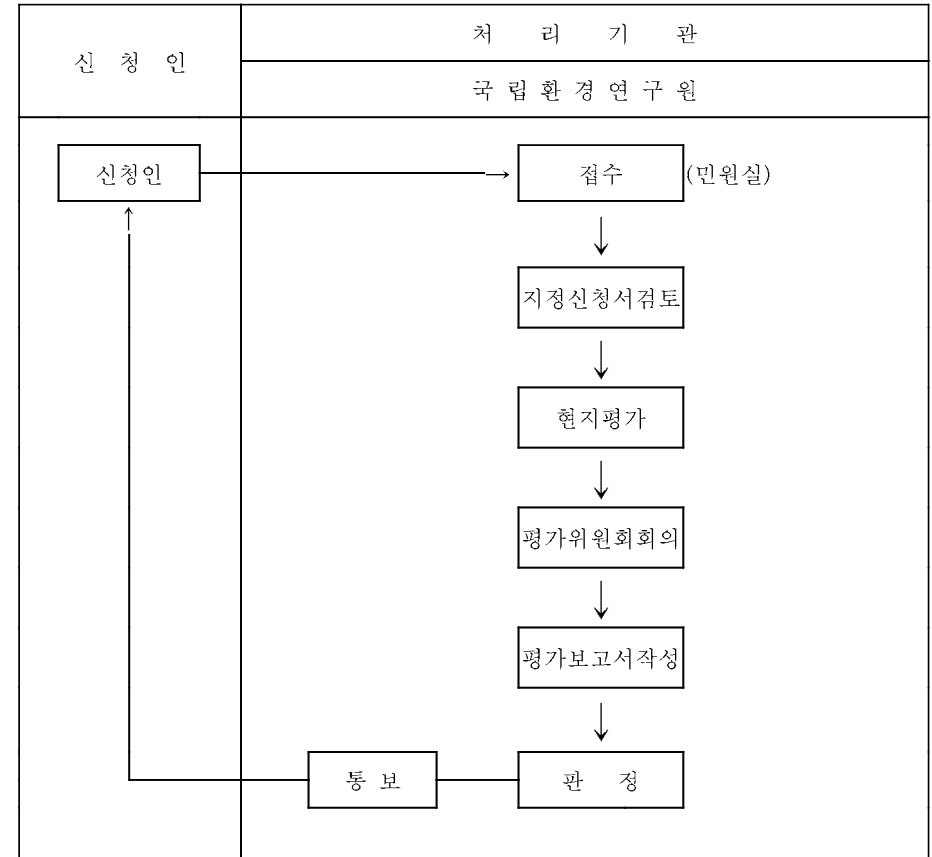 신 청 인
처 리 기 관
국 립 환 경 연 구 원
신청인
접수 (민원실)
지정신청서검토
현지평가
평가위원회회의
평가보고서작성
통 보
판 정